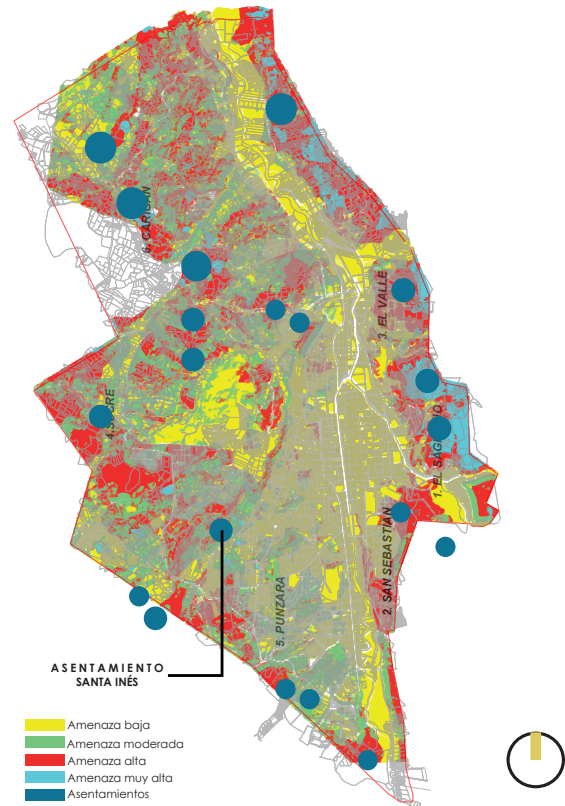 6. CARIGÁN
3. EL VALLE
4. SUCRE
1. EL SAGRARIO
2. SAN SEBASTIÁN
5. PUNZARA
ASENTAMIENTO
SANTA INÉS
Amenaza baja
Amenaza moderada
Amenaza alta
Amenaza muy alta
Asentamientos